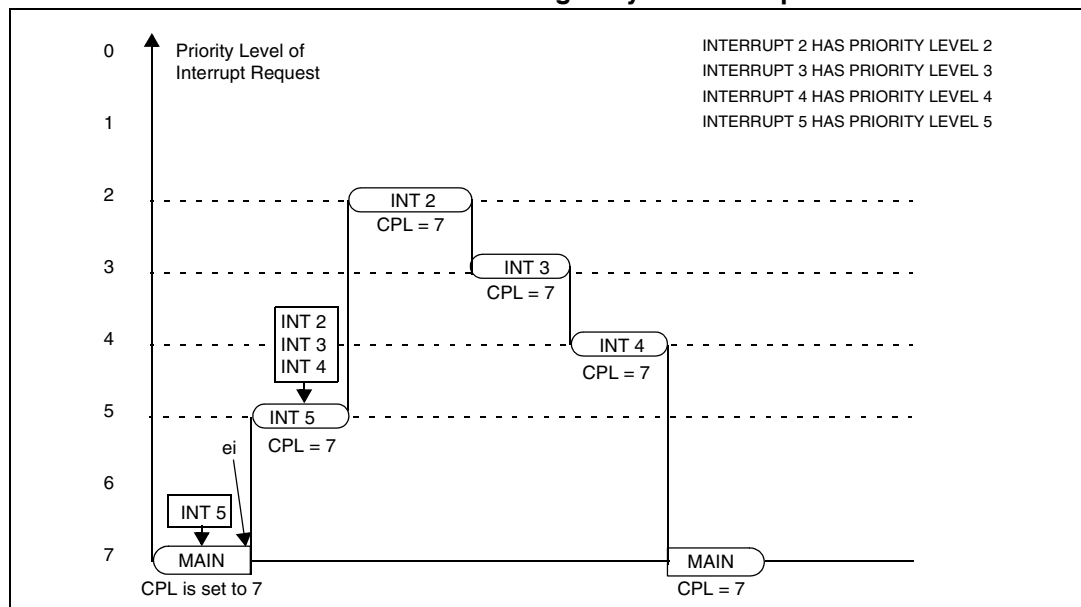 0
Priority Level of
Interrupt Request
INTERRUPT 2 HAS PRIORITY LEVEL 2
INTERRUPT 3 HAS PRIORITY LEVEL 3
INTERRUPT 4 HAS PRIORITY LEVEL 4
INTERRUPT 5 HAS PRIORITY LEVEL 5
1
2
INT 2
CPL = 7
3
INT 3
CPL = 7
INT 2
INT 3
INT 4
4
INT 4
CPL = 7
5
INT 5
CPL = 7
ei
6
INT 5
7
MAIN
CPL is set to 7
MAIN
CPL = 7